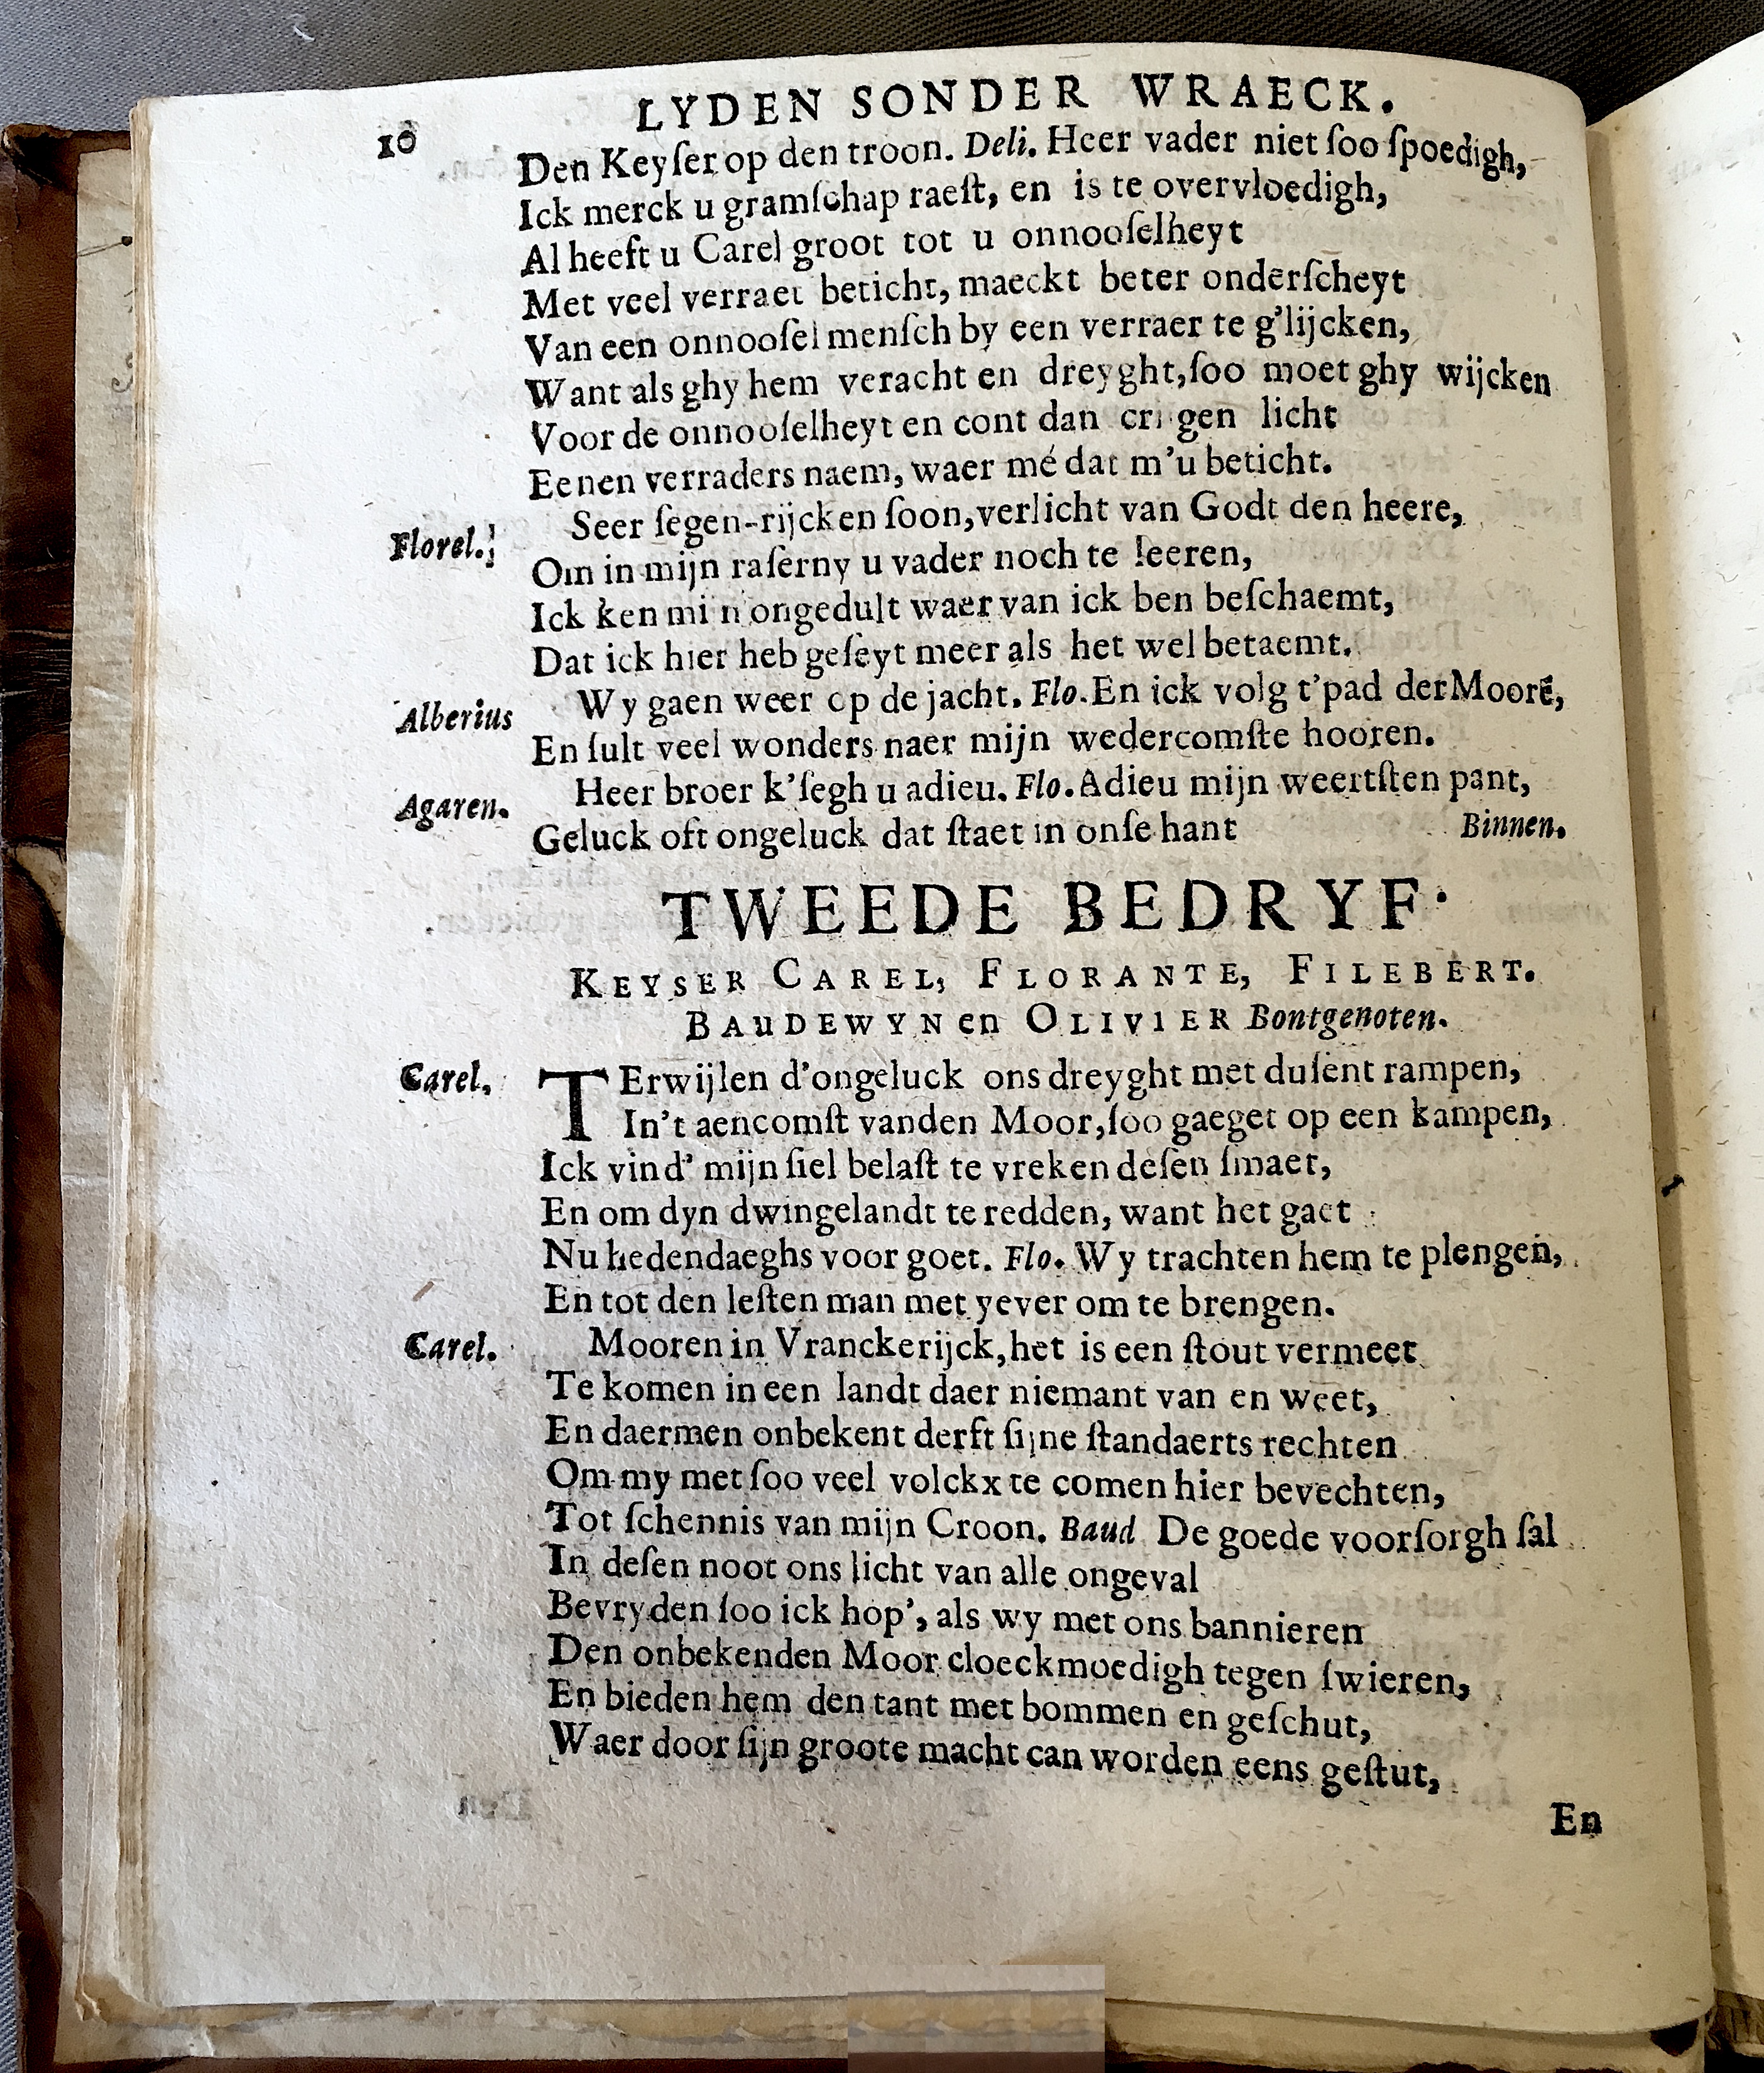 LYDEN SONDER WRAECK.
10
Den Keyſer op den troon. Deli. Heer vader niet ſoo ſpoedigh,
Ick merck u gramſchap raeſt, en is te overvloedigh,
Al heeft u Carel groot tot u onnooſelheyt
Met veel verraet beticht, maeckt beter onderſcheyt
Van een onnooſel menſch by een verraer te g'lijcken,
Want als ghy hem veracht en dreyght, ſoo moet ghy wijcken
Voor de onnooſelheyt en cont dan crigen licht
Eenen verraders naem, waer mé dat m'u beticht.
Florel. Seer ſegen-rijcken ſoon, verlicht van Godt den heere,
Om in mijn raſerny u vader noch te leeren,
Ick ken mijn ongedult waer van ick ben beſchaemt,
Dat ick hier heb geſeyt meer als het wel betaemt.
Alberius Wy gaen weer op de jacht. Flo. En ick volg t'pad der Moorē,
En ſult veel wonders naer mijn wedercomſte hooren.
Agaren. Heer broer k'ſegh u adieu. Flo. Adieu mijn weertſten pant,
Geluck oft ongeluck dat ſtaet in onſe hant Binnen.
TWEEDE BEDRYF.
KEYSER CAREL, FLORANTE, FILEBERT.
BAUDEWYN en OLIVIER Bontgenoten.
Carel. TErwijlen d'ongeluck ons dreyght met duſent rampen,
In't aencomſt vanden Moor, ſoo gaeget op een kampen,
Ick vind' mijn ſiel belaſt te vreken deſen ſmaet,
En om dyn dwingelandt te redden, want het gaet
Nu hedendaeghs voor goet. Flo. Wy trachten hem te plengen,
En tot den leſten man met yever om te brengen.
Carel. Mooren in Vranckerijck, het is een ſtout vermeet
Te komen in een landt daer niemant van en weet,
En daermen onbekent derft ſijne ſtandaerts rechten
Om my met ſoo veel volckx te comen hier bevechten,
Tot ſchennis van mijn Croon. Baud De goede voorſorgh ſal
In deſen noot ons licht van alle ongeval
Bevryden ſoo ick hop', als wy met ons bannieren
Den onbekenden Moor cloeckmoedigh tegen ſwieren,
En bieden hem den tant met bommen en geſchut,
Waer door ſijn groote macht can worden eens geſtut,
En